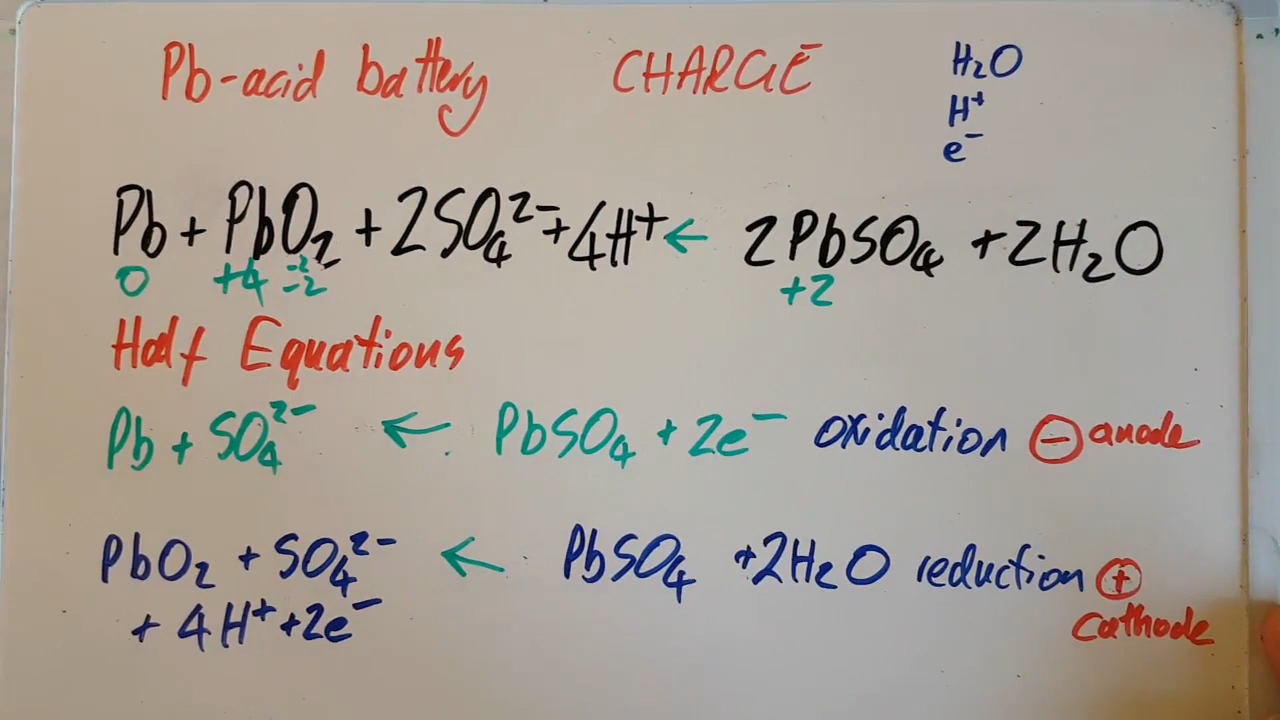 Pb-acid battery CHARGE
H₂O
H⁺
e⁻
Pb + PbO₂ + 2SO₄²⁻ + 4H⁺ ← 2PbSO₄ + 2H₂O
0 +4 -2 -2 +2
Half Equations
Pb + SO₄²⁻ ← PbSO₄ + 2e⁻ oxidation ⊖ anode
PbO₂ + SO₄²⁻ ← PbSO₄ + 2H₂O reduction ⊕
+ 4H⁺ + 2e⁻ cathode